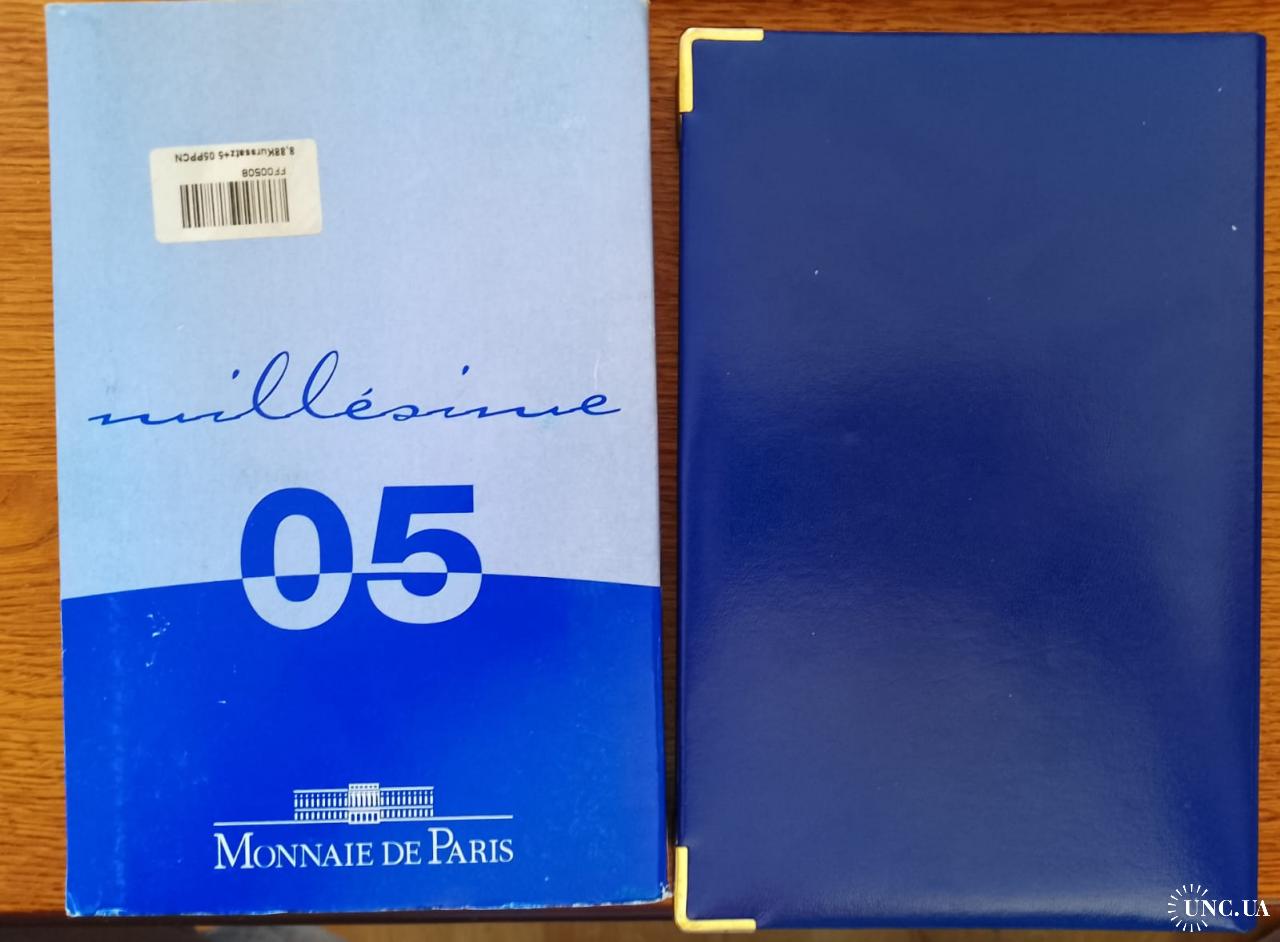 8,88Kurssatz+5 05PPCN
FF00508
millésime
05
MONNAIE DE PARIS
UNC.UA